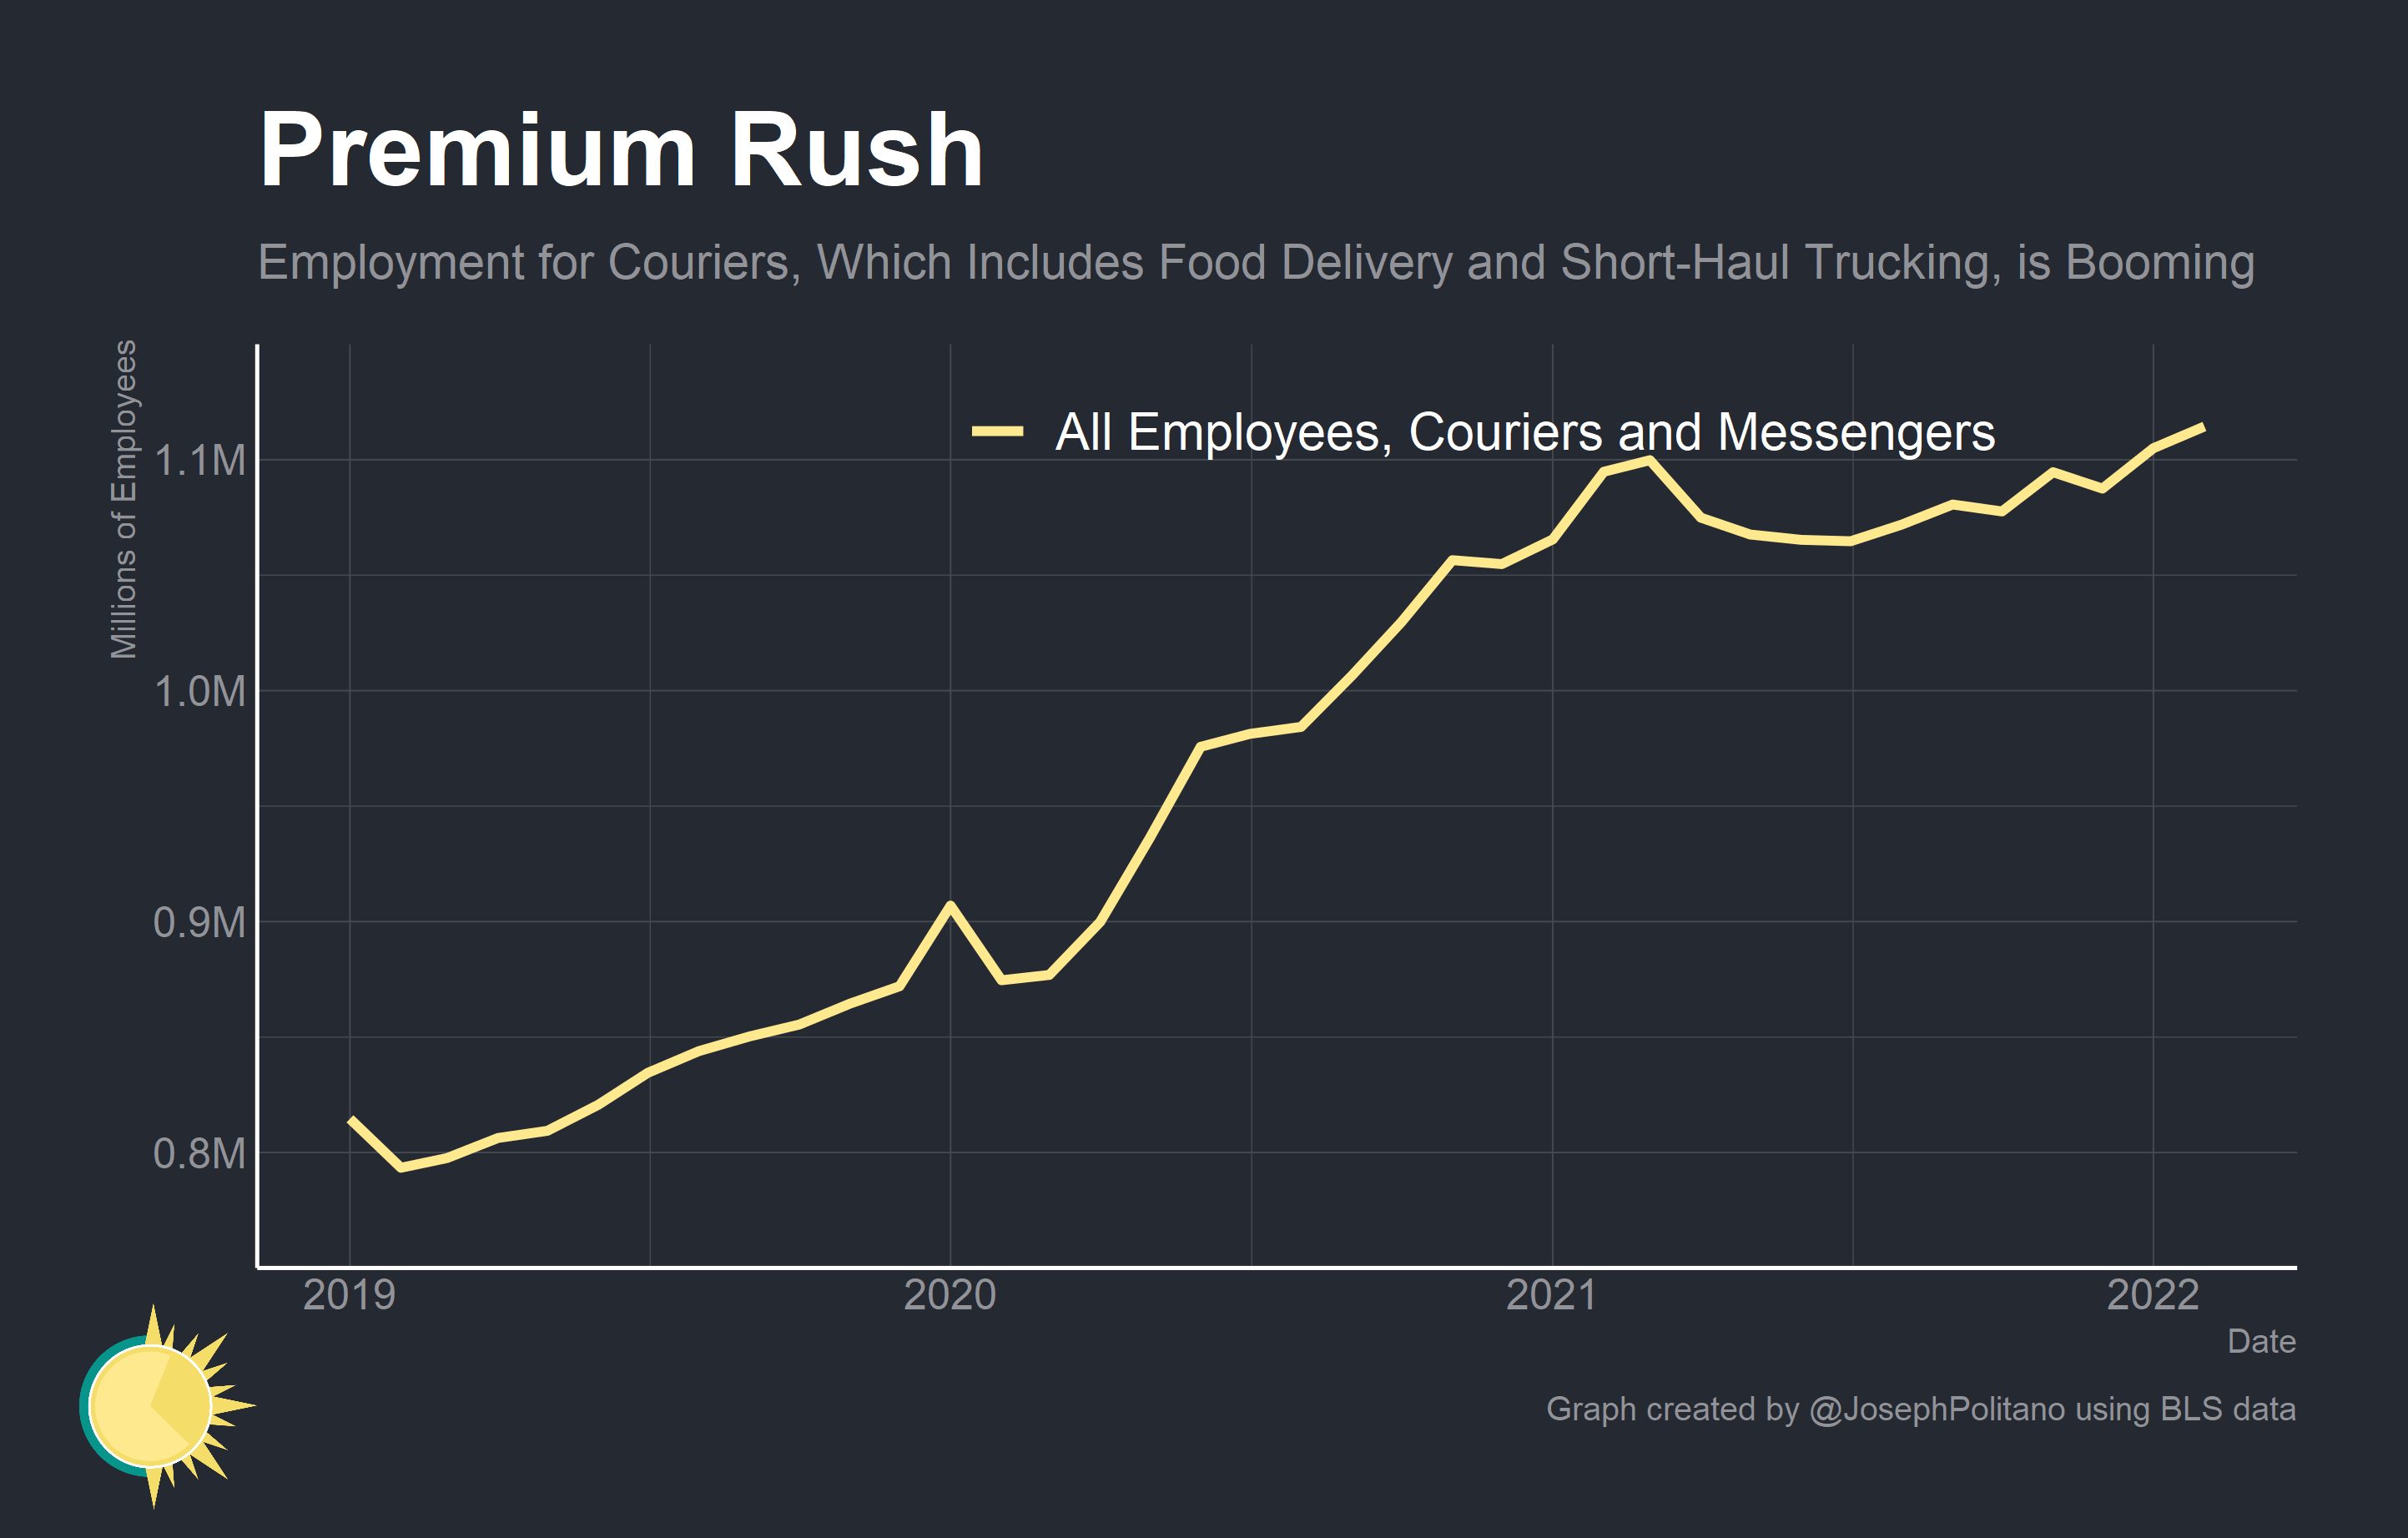 Premium Rush
Employment for Couriers, Which Includes Food Delivery and Short-Haul Trucking, is Booming
Millions of Employees
All Employees, Couriers and Messengers
1.1M
1.0M
0.9M
0.8M
2019
2020
2021
2022
Date
Graph created by @JosephPolitano using BLS data